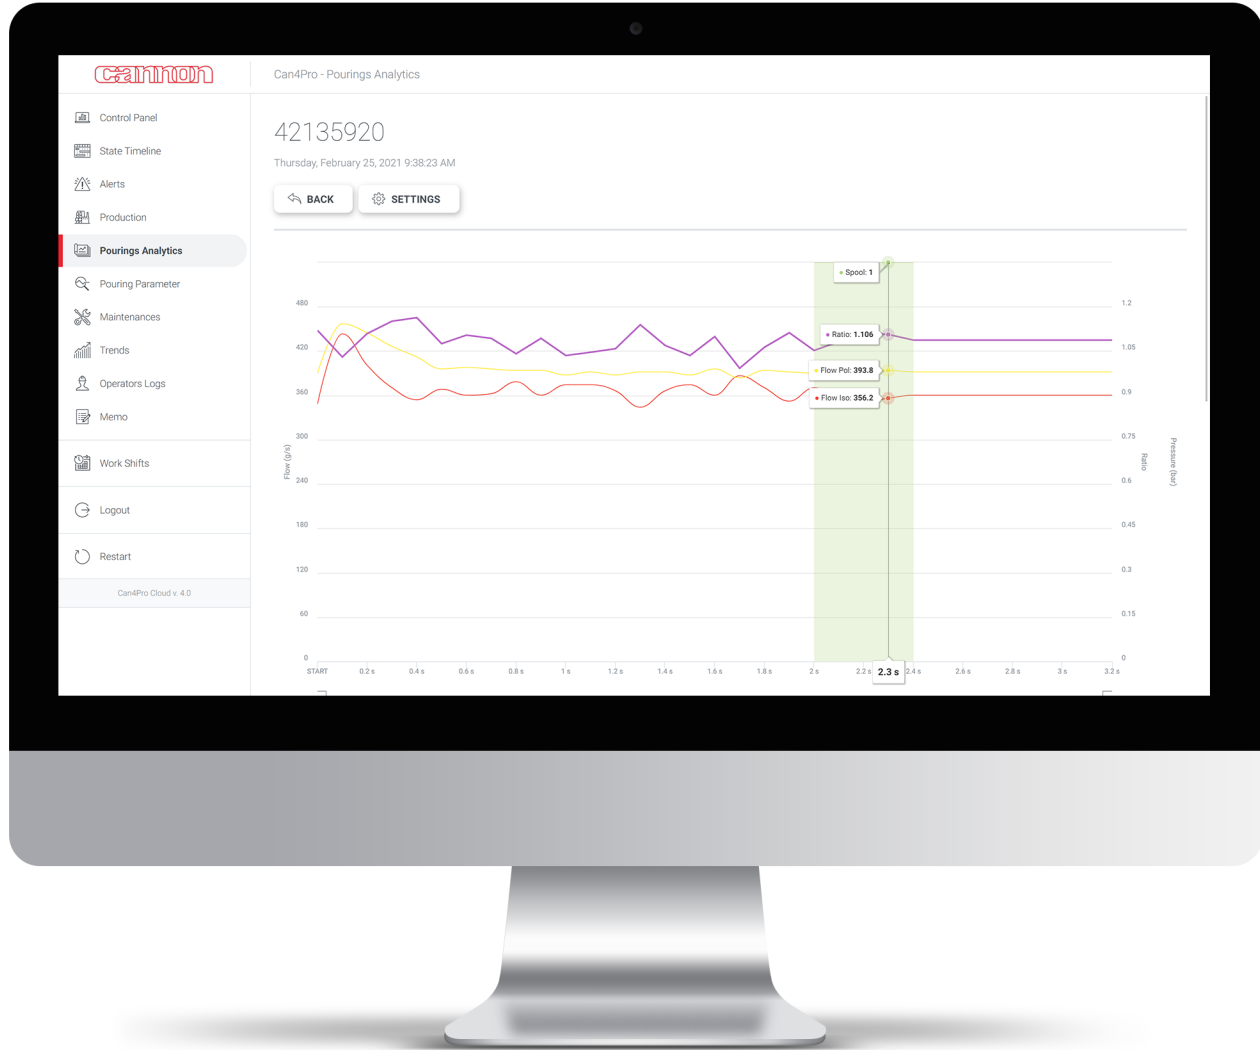 cannon
Can4Pro - Pourings Analytics
Control Panel
State Timeline
Alerts
Production
Pourings Analytics
Pouring Parameter
Maintenances
Trends
Operators Logs
Memo
Work Shifts
Logout
Restart
Can4Pro Cloud v. 4.0
42135920
Thursday, February 25, 2021 9:38:23 AM
BACK
SETTINGS
Spool: 1
Ratio: 1.106
Flow Pol: 393.8
Flow Iso: 356.2
Flow (g/s)
480
420
360
300
240
180
120
60
0
1.2
1.05
0.9
0.75
0.6
0.45
0.3
0.15
0
Ratio
Pressure (bar)
START 0.2 s 0.4 s 0.6 s 0.8 s 1 s 1.2 s 1.4 s 1.6 s 1.8 s 2 s 2.2 s 2.3 s 2.4 s 2.6 s 2.8 s 3 s 3.2 s